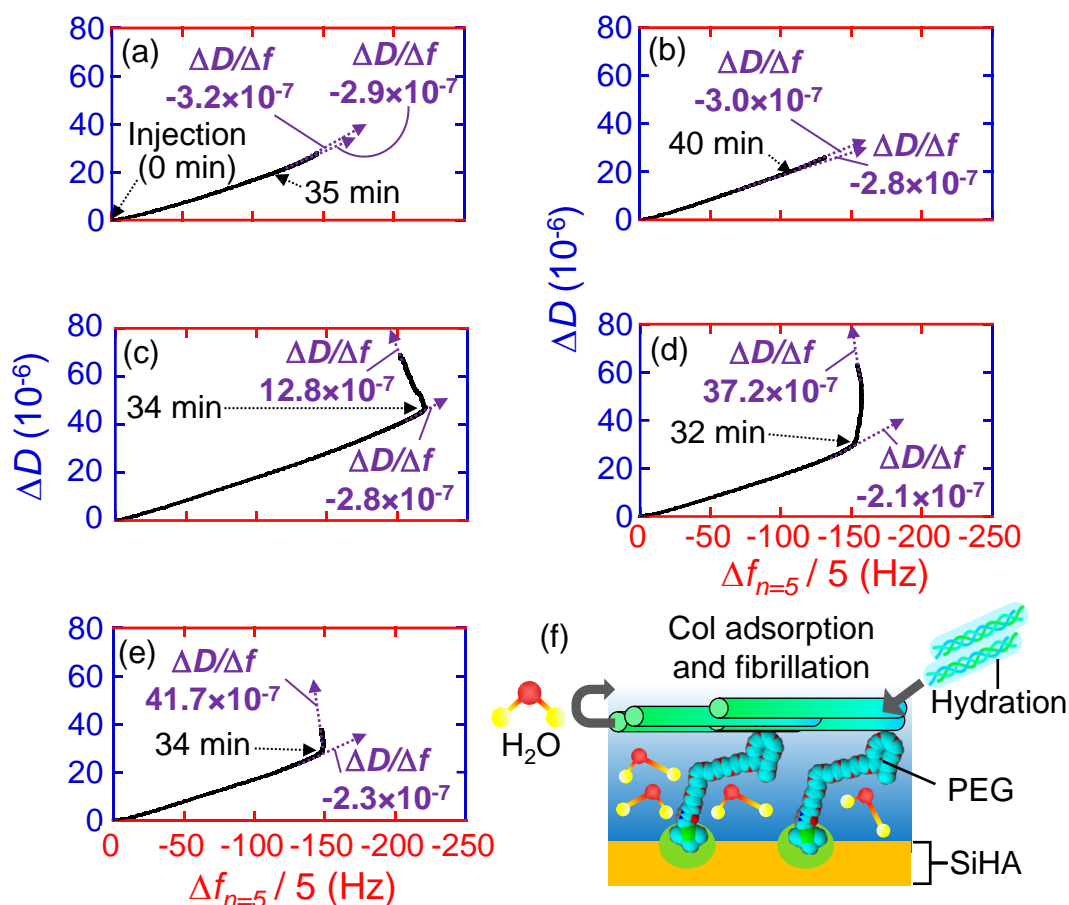 (a)
ΔD/Δf
-3.2×10⁻⁷
ΔD/Δf
-2.9×10⁻⁷
Injection
(0 min)
35 min
80
60
40
20
0
(b)
ΔD/Δf
-3.0×10⁻⁷
40 min
ΔD/Δf
-2.8×10⁻⁷
80
60
40
20
0
ΔD (10⁻⁶)
ΔD (10⁻⁶)
(c)
ΔD/Δf
12.8×10⁻⁷
34 min
ΔD/Δf
-2.8×10⁻⁷
80
60
40
20
0
(d)
ΔD/Δf
37.2×10⁻⁷
32 min
ΔD/Δf
-2.1×10⁻⁷
80
60
40
20
0
0 -50 -100 -150 -200 -250
Δfn=5 / 5 (Hz)
(e)
ΔD/Δf
41.7×10⁻⁷
34 min
ΔD/Δf
-2.3×10⁻⁷
80
60
40
20
0
0 -50 -100 -150 -200 -250
Δfn=5 / 5 (Hz)
(f)
Col adsorption
and fibrillation
Hydration
H₂O
PEG
SiHA